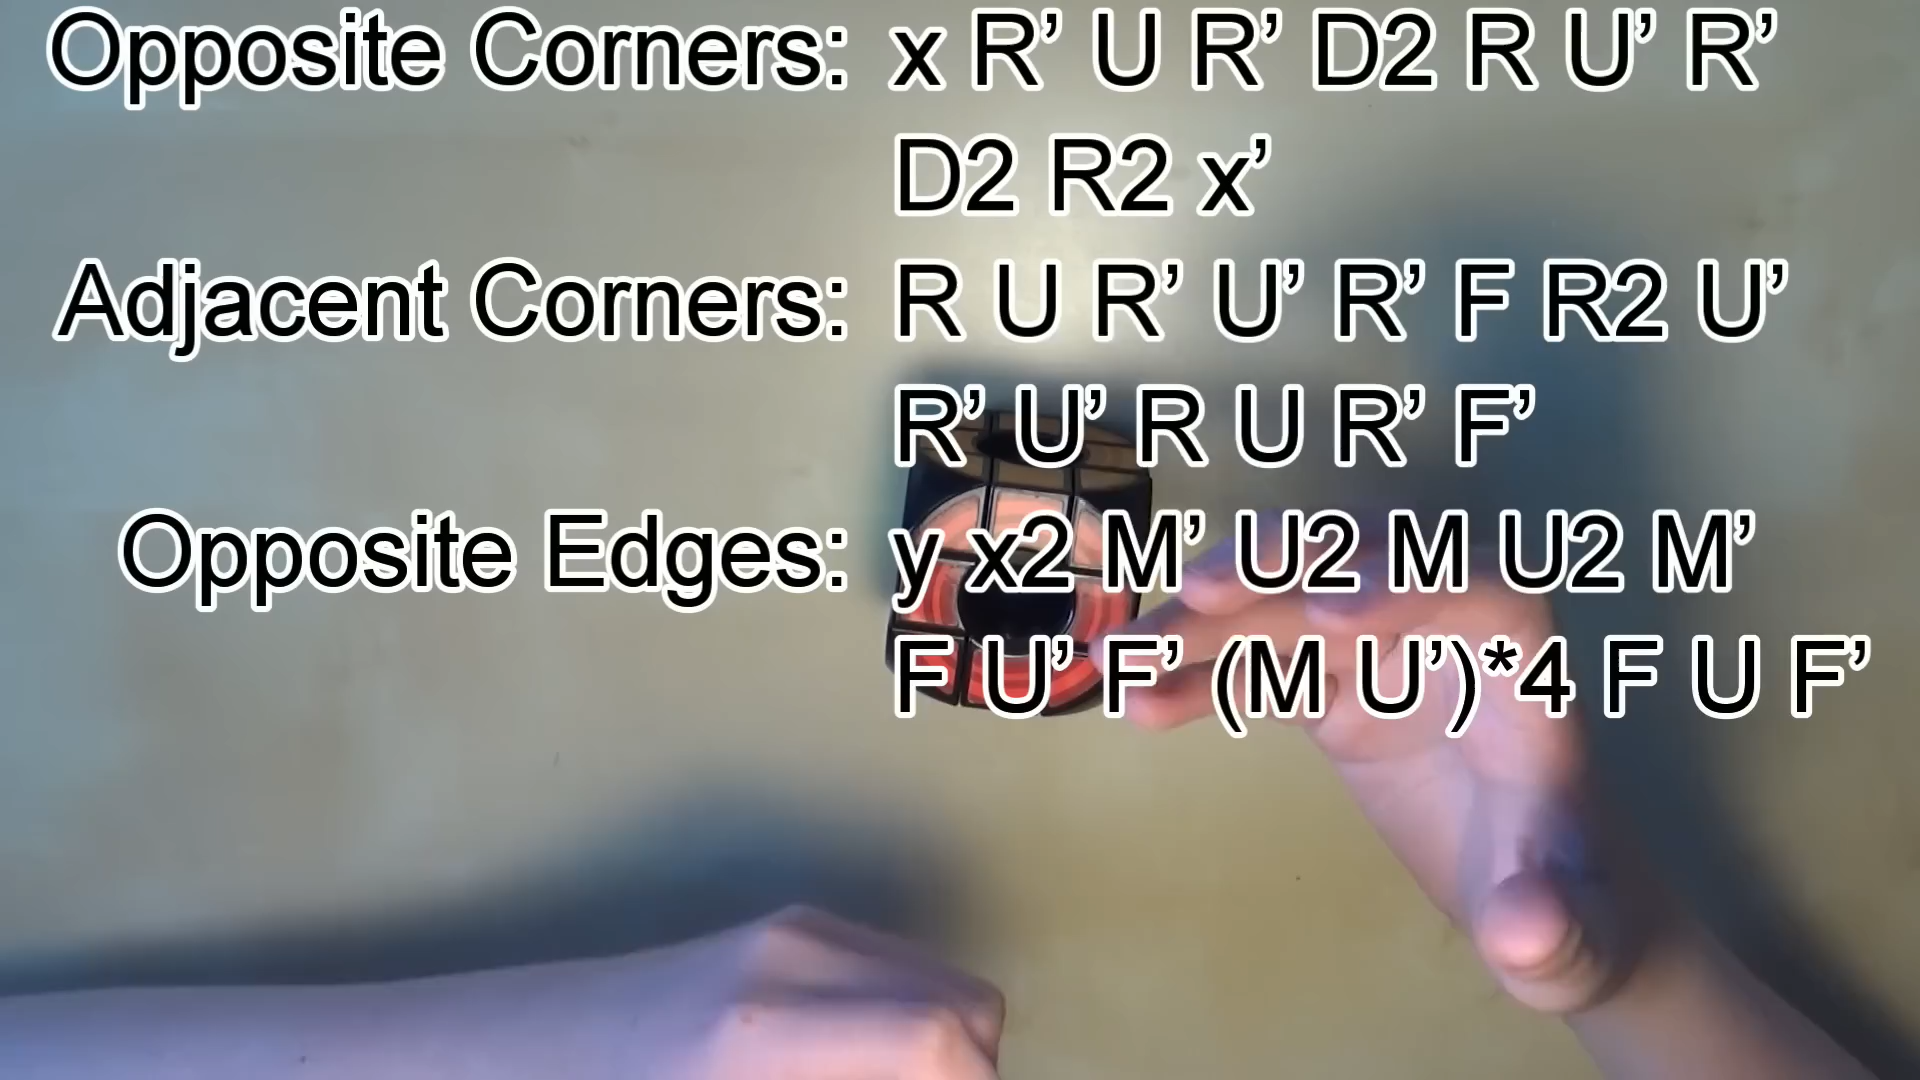 Opposite Corners: x R’ U R’ D2 R U’ R’
D2 R2 x’
Adjacent Corners: R U R’ U’ R’ F R2 U’
R’ U’ R U R’ F’
Opposite Edges: y x2 M’ U2 M U2 M’
F U’ F’ (M U’)*4 F U F’